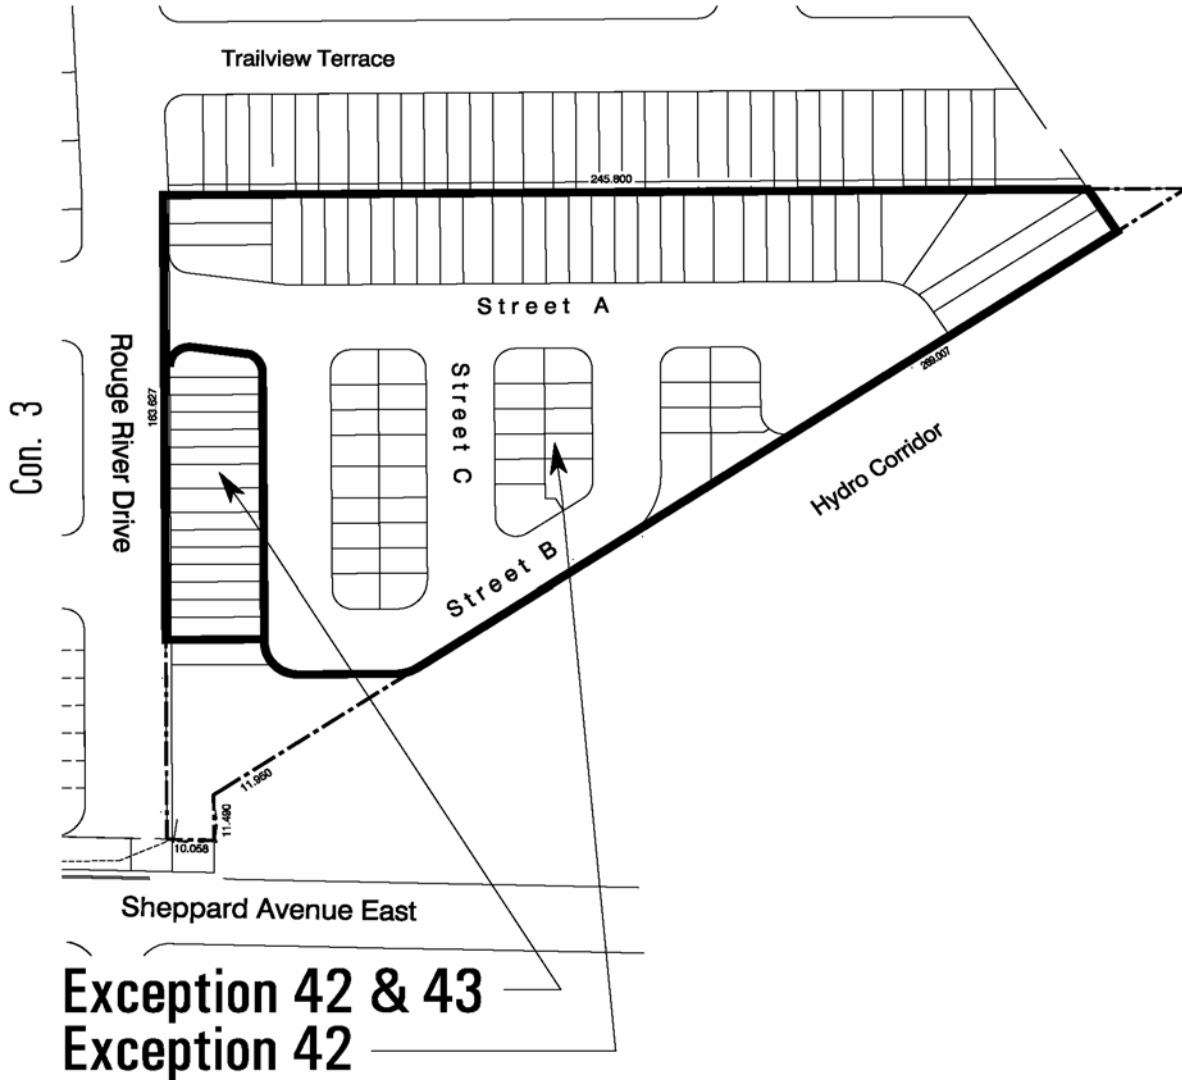 Trailview Terrace
245.800
Street A
Con. 3
Rouge River Drive
163.627
Street C
269.007
Hydro Corridor
Street B
11.950
11.490
10.058
Sheppard Avenue East
Exception 42 & 43
Exception 42